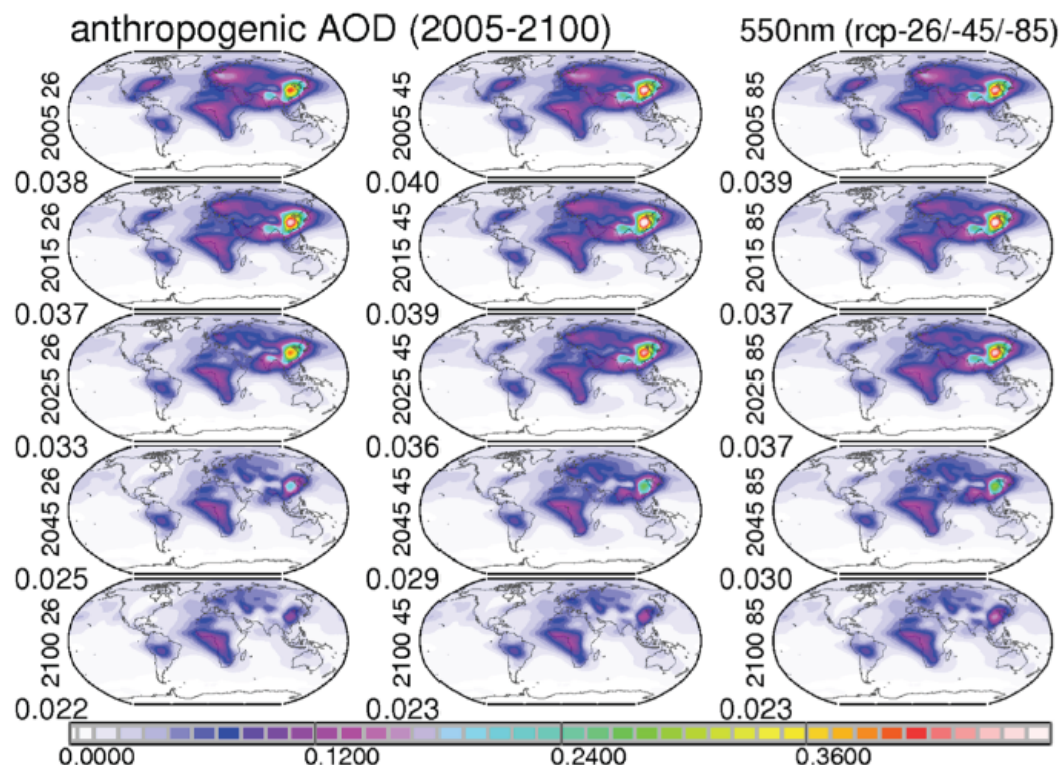 anthropogenic AOD (2005-2100) 550nm (rcp-26/-45/-85)
2005 26 2005 45 2005 85
0.038 0.040 0.039
2015 26 2015 45 2015 85
0.037 0.039 0.037
2025 26 2025 45 2025 85
0.033 0.036 0.037
2045 26 2045 45 2045 85
0.025 0.029 0.030
2100 26 2100 45 2100 85
0.022 0.023 0.023
0.0000 0.1200 0.2400 0.3600